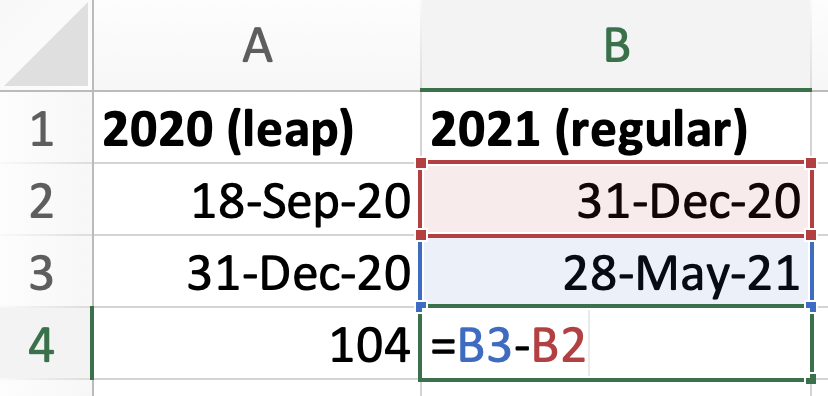 A B
1 2020 (leap) 2021 (regular)
2 18-Sep-20 31-Dec-20
3 31-Dec-20 28-May-21
4 104 =B3-B2